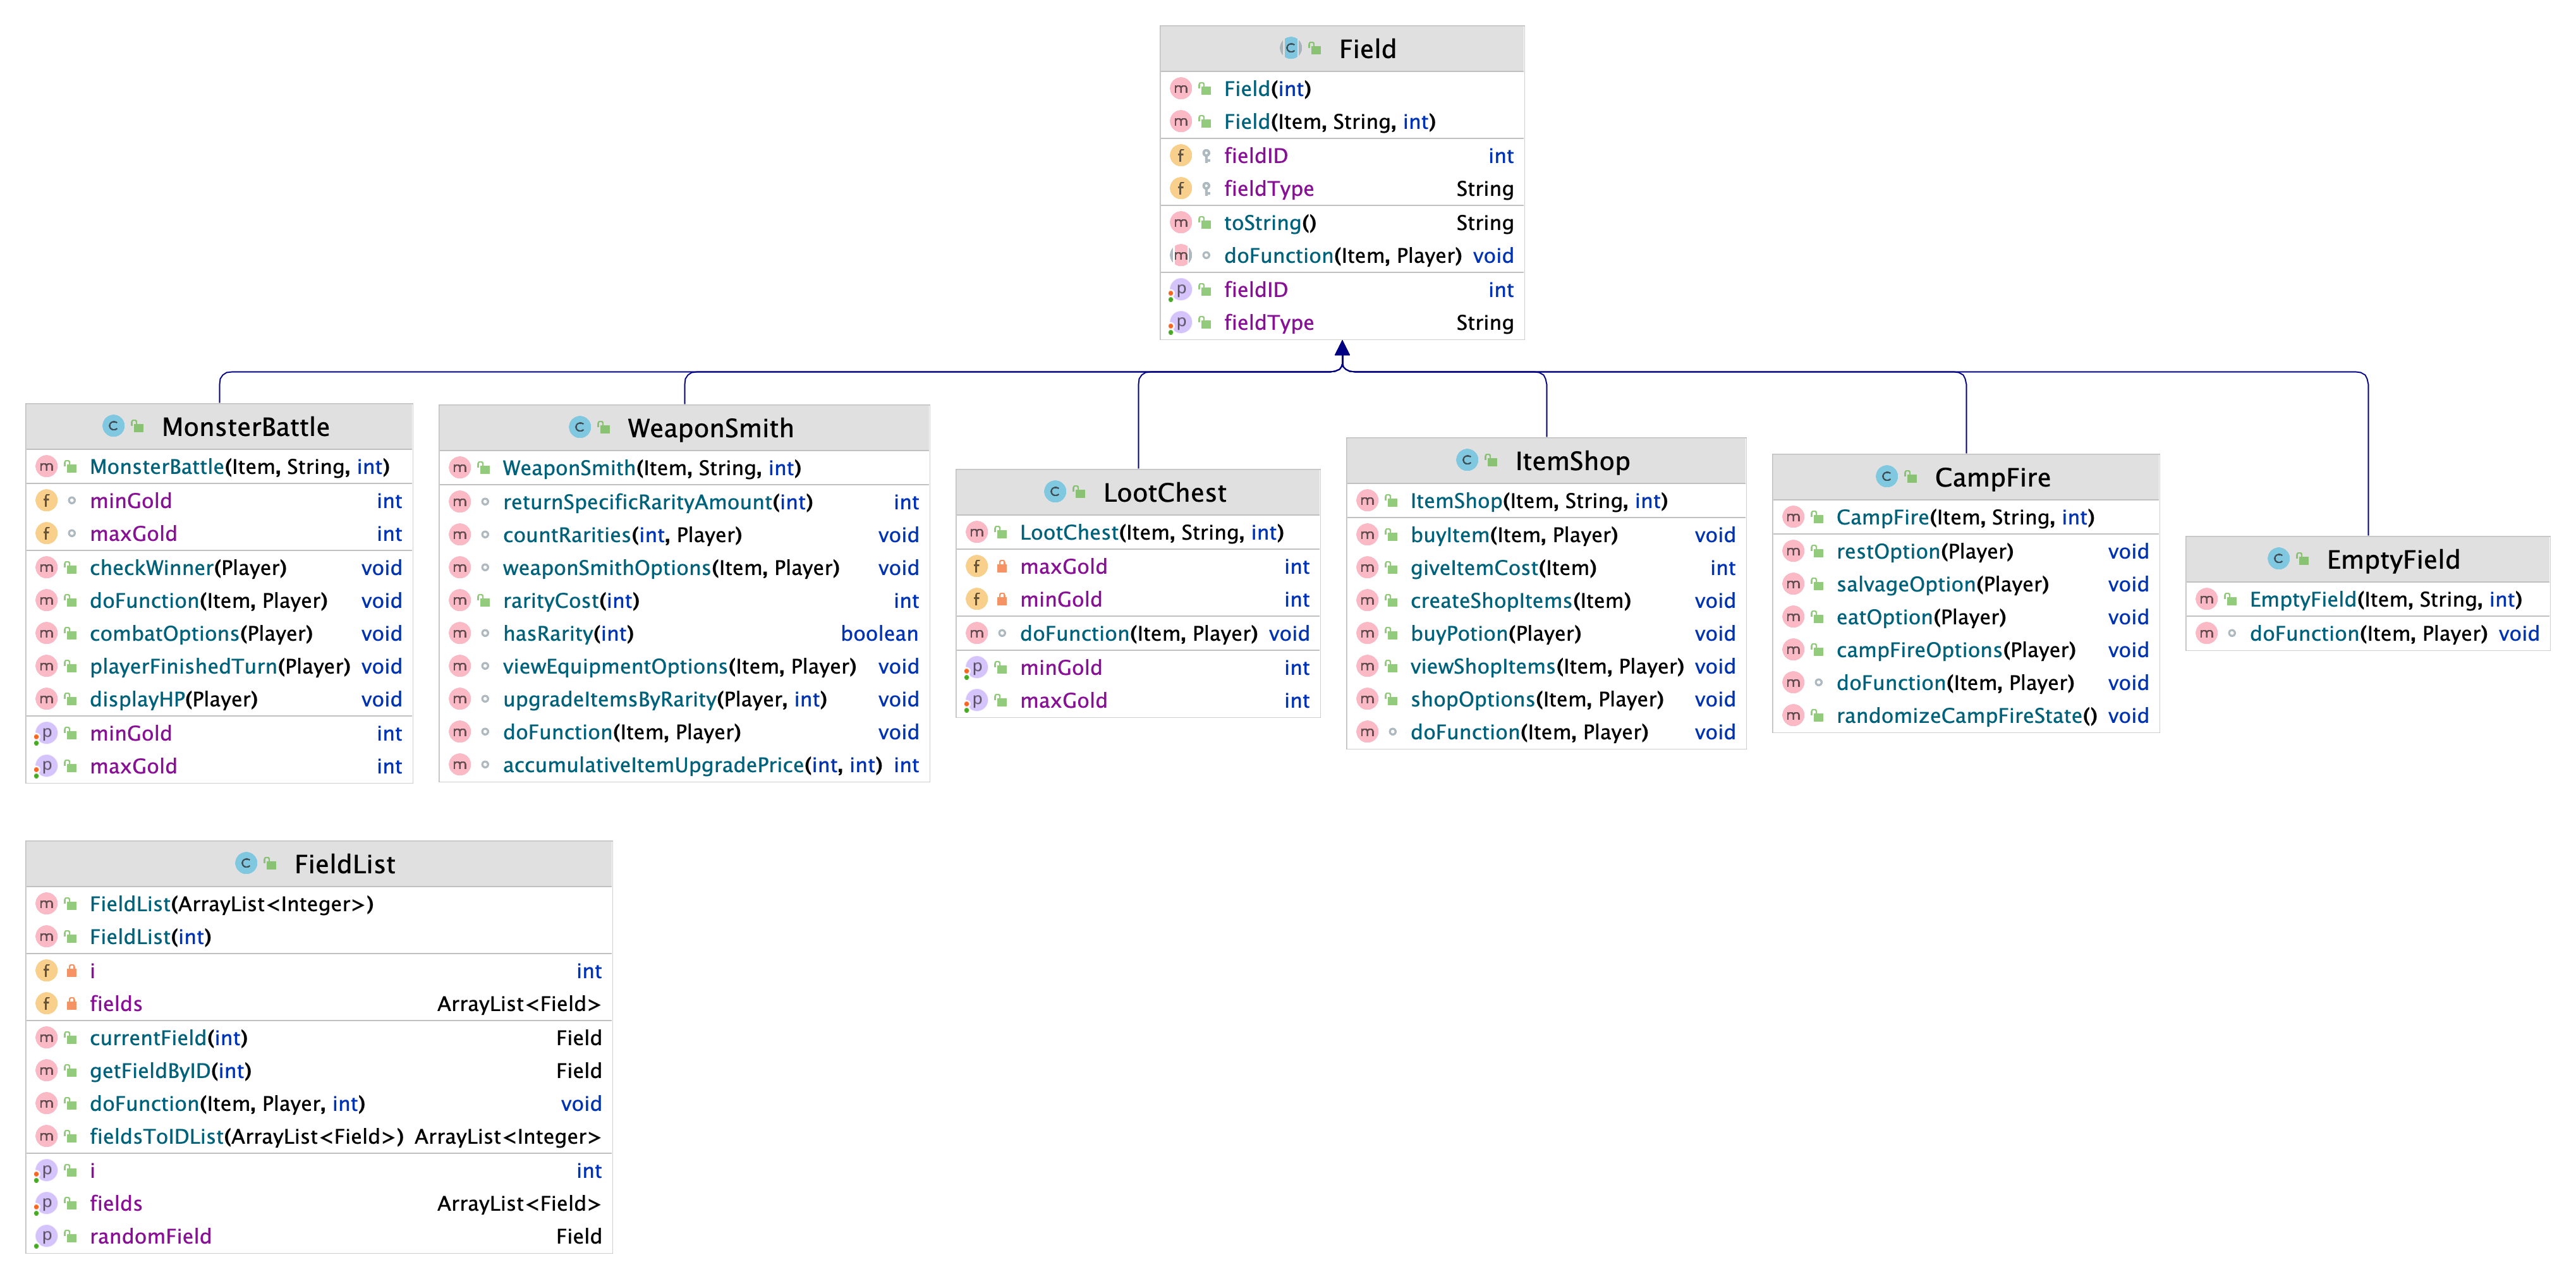 Field
Field(int)
Field(Item, String, int)
fieldID int
fieldType String
toString() String
doFunction(Item, Player) void
fieldID int
fieldType String
MonsterBattle
MonsterBattle(Item, String, int)
minGold int
maxGold int
checkWinner(Player) void
doFunction(Item, Player) void
combatOptions(Player) void
playerFinishedTurn(Player) void
displayHP(Player) void
minGold int
maxGold int
WeaponSmith
WeaponSmith(Item, String, int)
returnSpecificRarityAmount(int) int
countRarities(int, Player) void
weaponSmithOptions(Item, Player) void
rarityCost(int) int
hasRarity(int) boolean
viewEquipmentOptions(Item, Player) void
upgradeItemsByRarity(Player, int) void
doFunction(Item, Player) void
accumulativeItemUpgradePrice(int, int) int
LootChest
LootChest(Item, String, int)
maxGold int
minGold int
doFunction(Item, Player) void
minGold int
maxGold int
ItemShop
ItemShop(Item, String, int)
buyItem(Item, Player) void
giveItemCost(Item) int
createShopItems(Item) void
buyPotion(Player) void
viewShopItems(Item, Player) void
shopOptions(Item, Player) void
doFunction(Item, Player) void
CampFire
CampFire(Item, String, int)
restOption(Player) void
salvageOption(Player) void
eatOption(Player) void
campFireOptions(Player) void
doFunction(Item, Player) void
randomizeCampFireState() void
EmptyField
EmptyField(Item, String, int)
doFunction(Item, Player) void
FieldList
FieldList(ArrayList<Integer>)
FieldList(int)
i int
fields ArrayList<Field>
currentField(int) Field
getFieldByID(int) Field
doFunction(Item, Player, int) void
fieldsToIDList(ArrayList<Field>) ArrayList<Integer>
i int
fields ArrayList<Field>
randomField Field